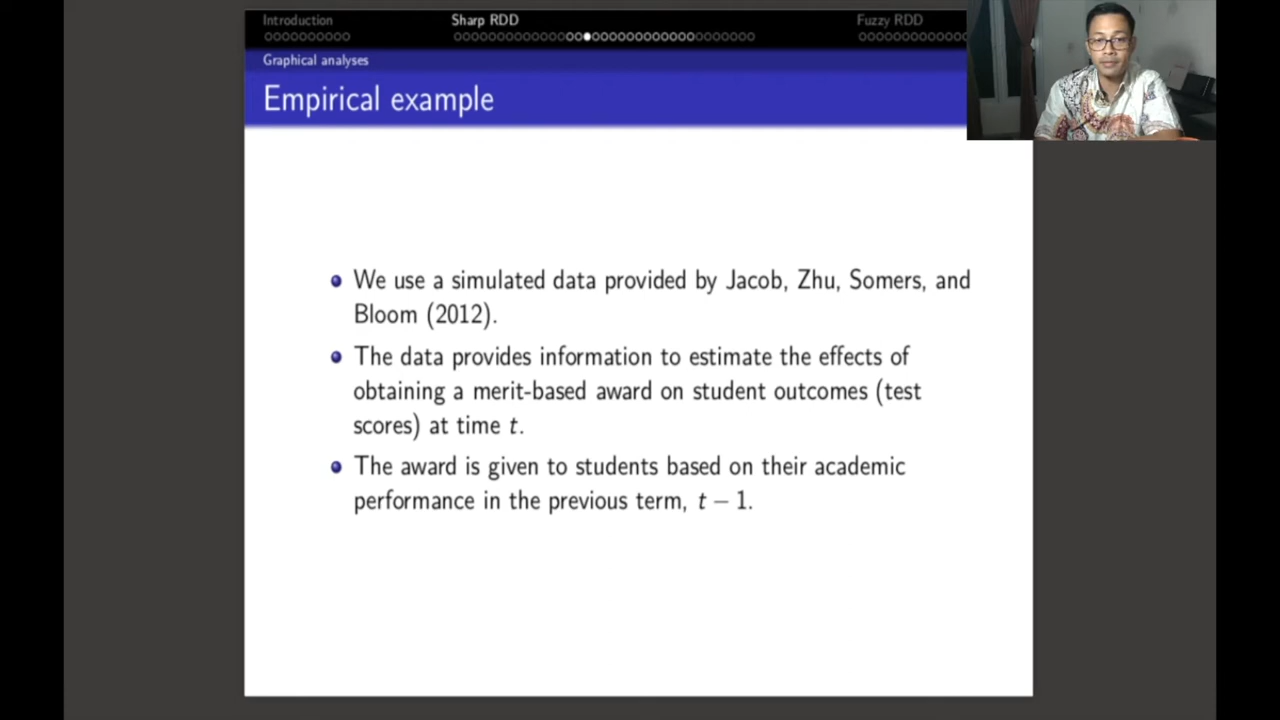 Introduction
Sharp RDD
Fuzzy RDD
Graphical analyses
Empirical example
We use a simulated data provided by Jacob, Zhu, Somers, and
Bloom (2012).
The data provides information to estimate the effects of
obtaining a merit-based award on student outcomes (test
scores) at time t.
The award is given to students based on their academic
performance in the previous term, t − 1.